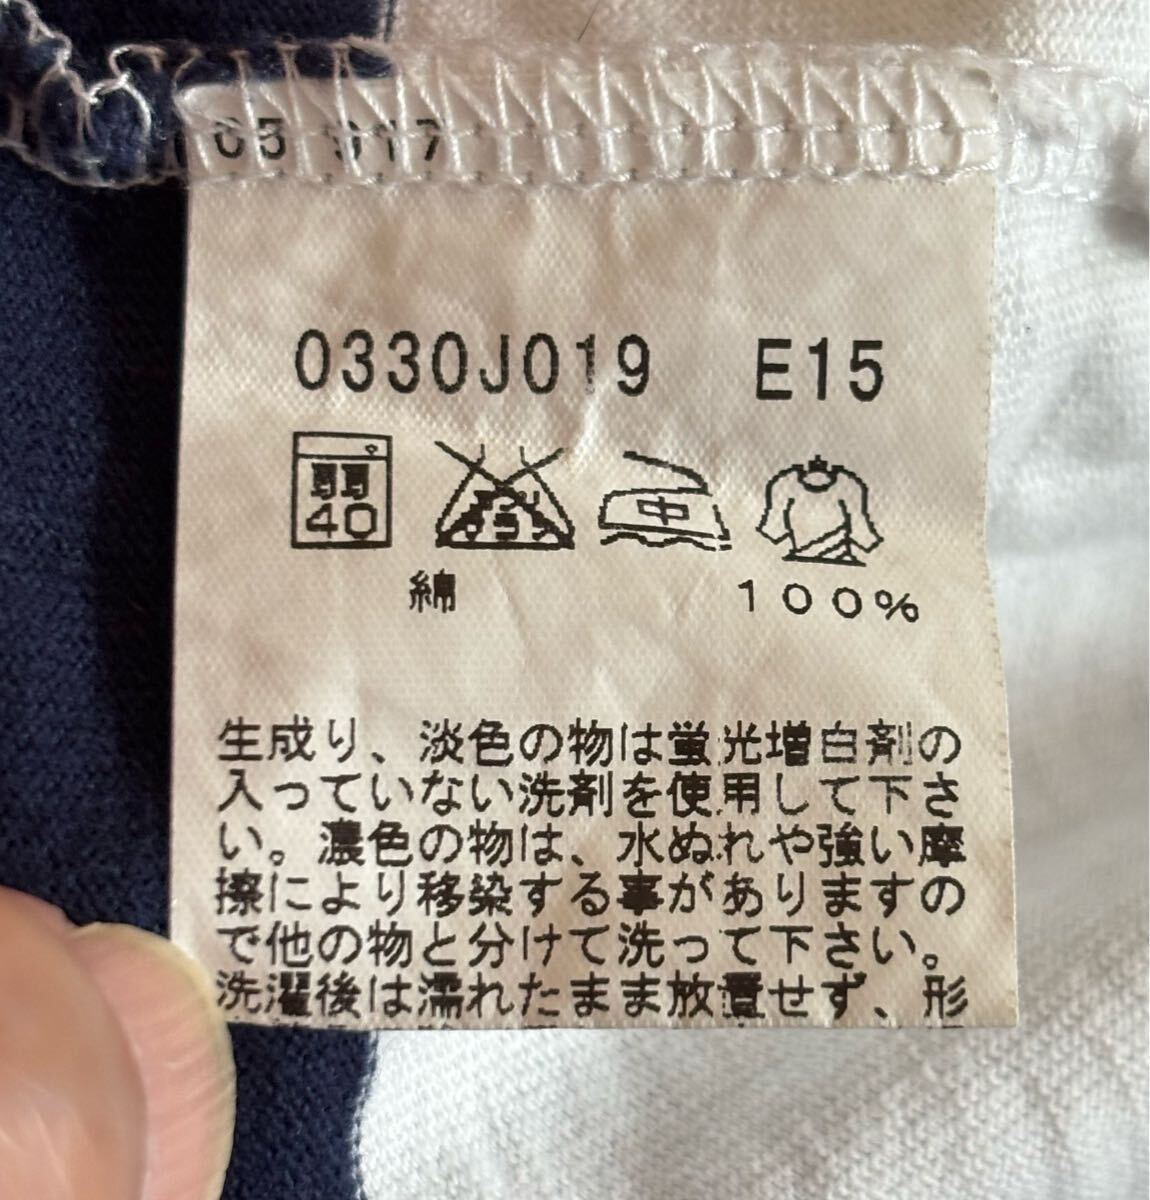 0330J019 E15
弱
40
中
綿 100%
生成り、淡色の物は蛍光増白剤の
入っていない洗剤を使用して下さ
い。濃色の物は、水ぬれや強い摩
擦により移染する事がありますの
で他の物と分けて洗って下さい。
洗濯後は濡れたまま放置せず、形